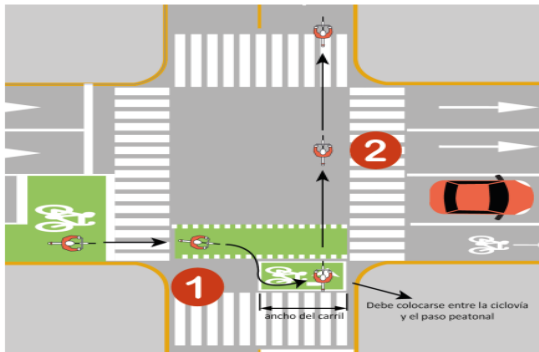 2
1
Debe colocarse entre la ciclovía
y el paso peatonal
ancho del carril